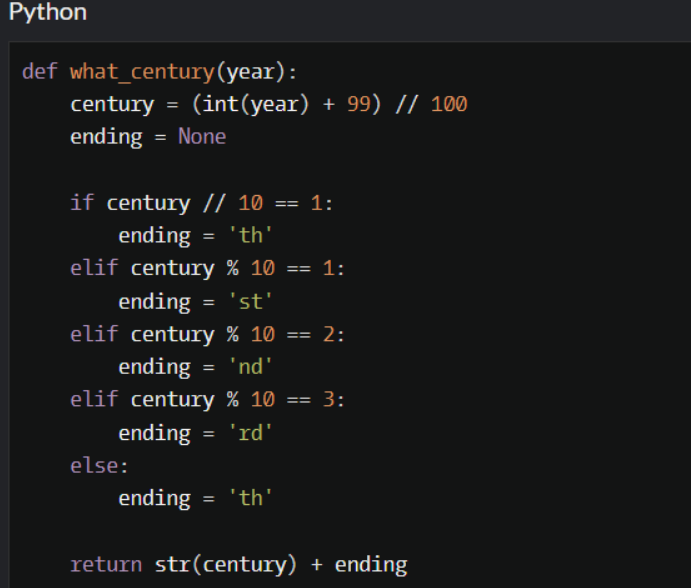 Python
def what_century(year):
    century = (int(year) + 99) // 100
    ending = None

    if century // 10 == 1:
        ending = 'th'
    elif century % 10 == 1:
        ending = 'st'
    elif century % 10 == 2:
        ending = 'nd'
    elif century % 10 == 3:
        ending = 'rd'
    else:
        ending = 'th'

    return str(century) + ending